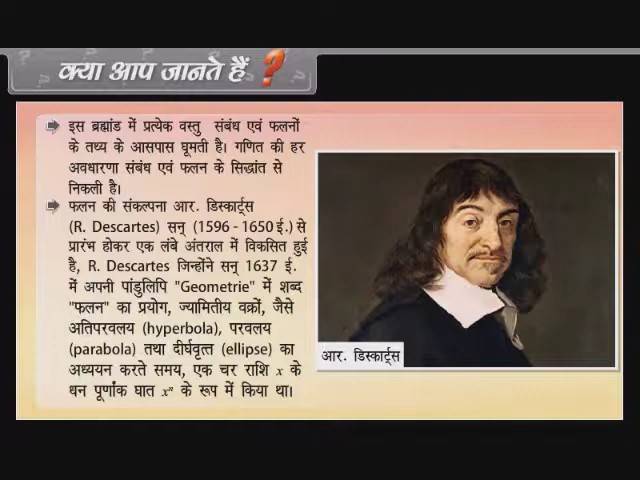 क्या आप जानते हैं ?
इस ब्रह्मांड में प्रत्येक वस्तु संबंध एवं फलनों
के तथ्य के आसपास घूमती है। गणित की हर
अवधारणा संबंध एवं फलन के सिद्धांत से
निकली है।
फलन की संकल्पना आर. डिस्कार्ट्स
(R. Descartes) सन् (1596 - 1650 ई.) से
प्रारंभ होकर एक लंबे अंतराल में विकसित हुई
है, R. Descartes जिन्होंने सन् 1637 ई.
में अपनी पांडुलिपि "Geometrie" में शब्द
"फलन" का प्रयोग, ज्यामितीय वक्रों, जैसे
अतिपरवलय (hyperbola), परवलय
(parabola) तथा दीर्घवृत्त (ellipse) का
अध्ययन करते समय, एक चर राशि x के
धन पूर्णांक घात xⁿ के रूप में किया था।
आर. डिस्कार्ट्स